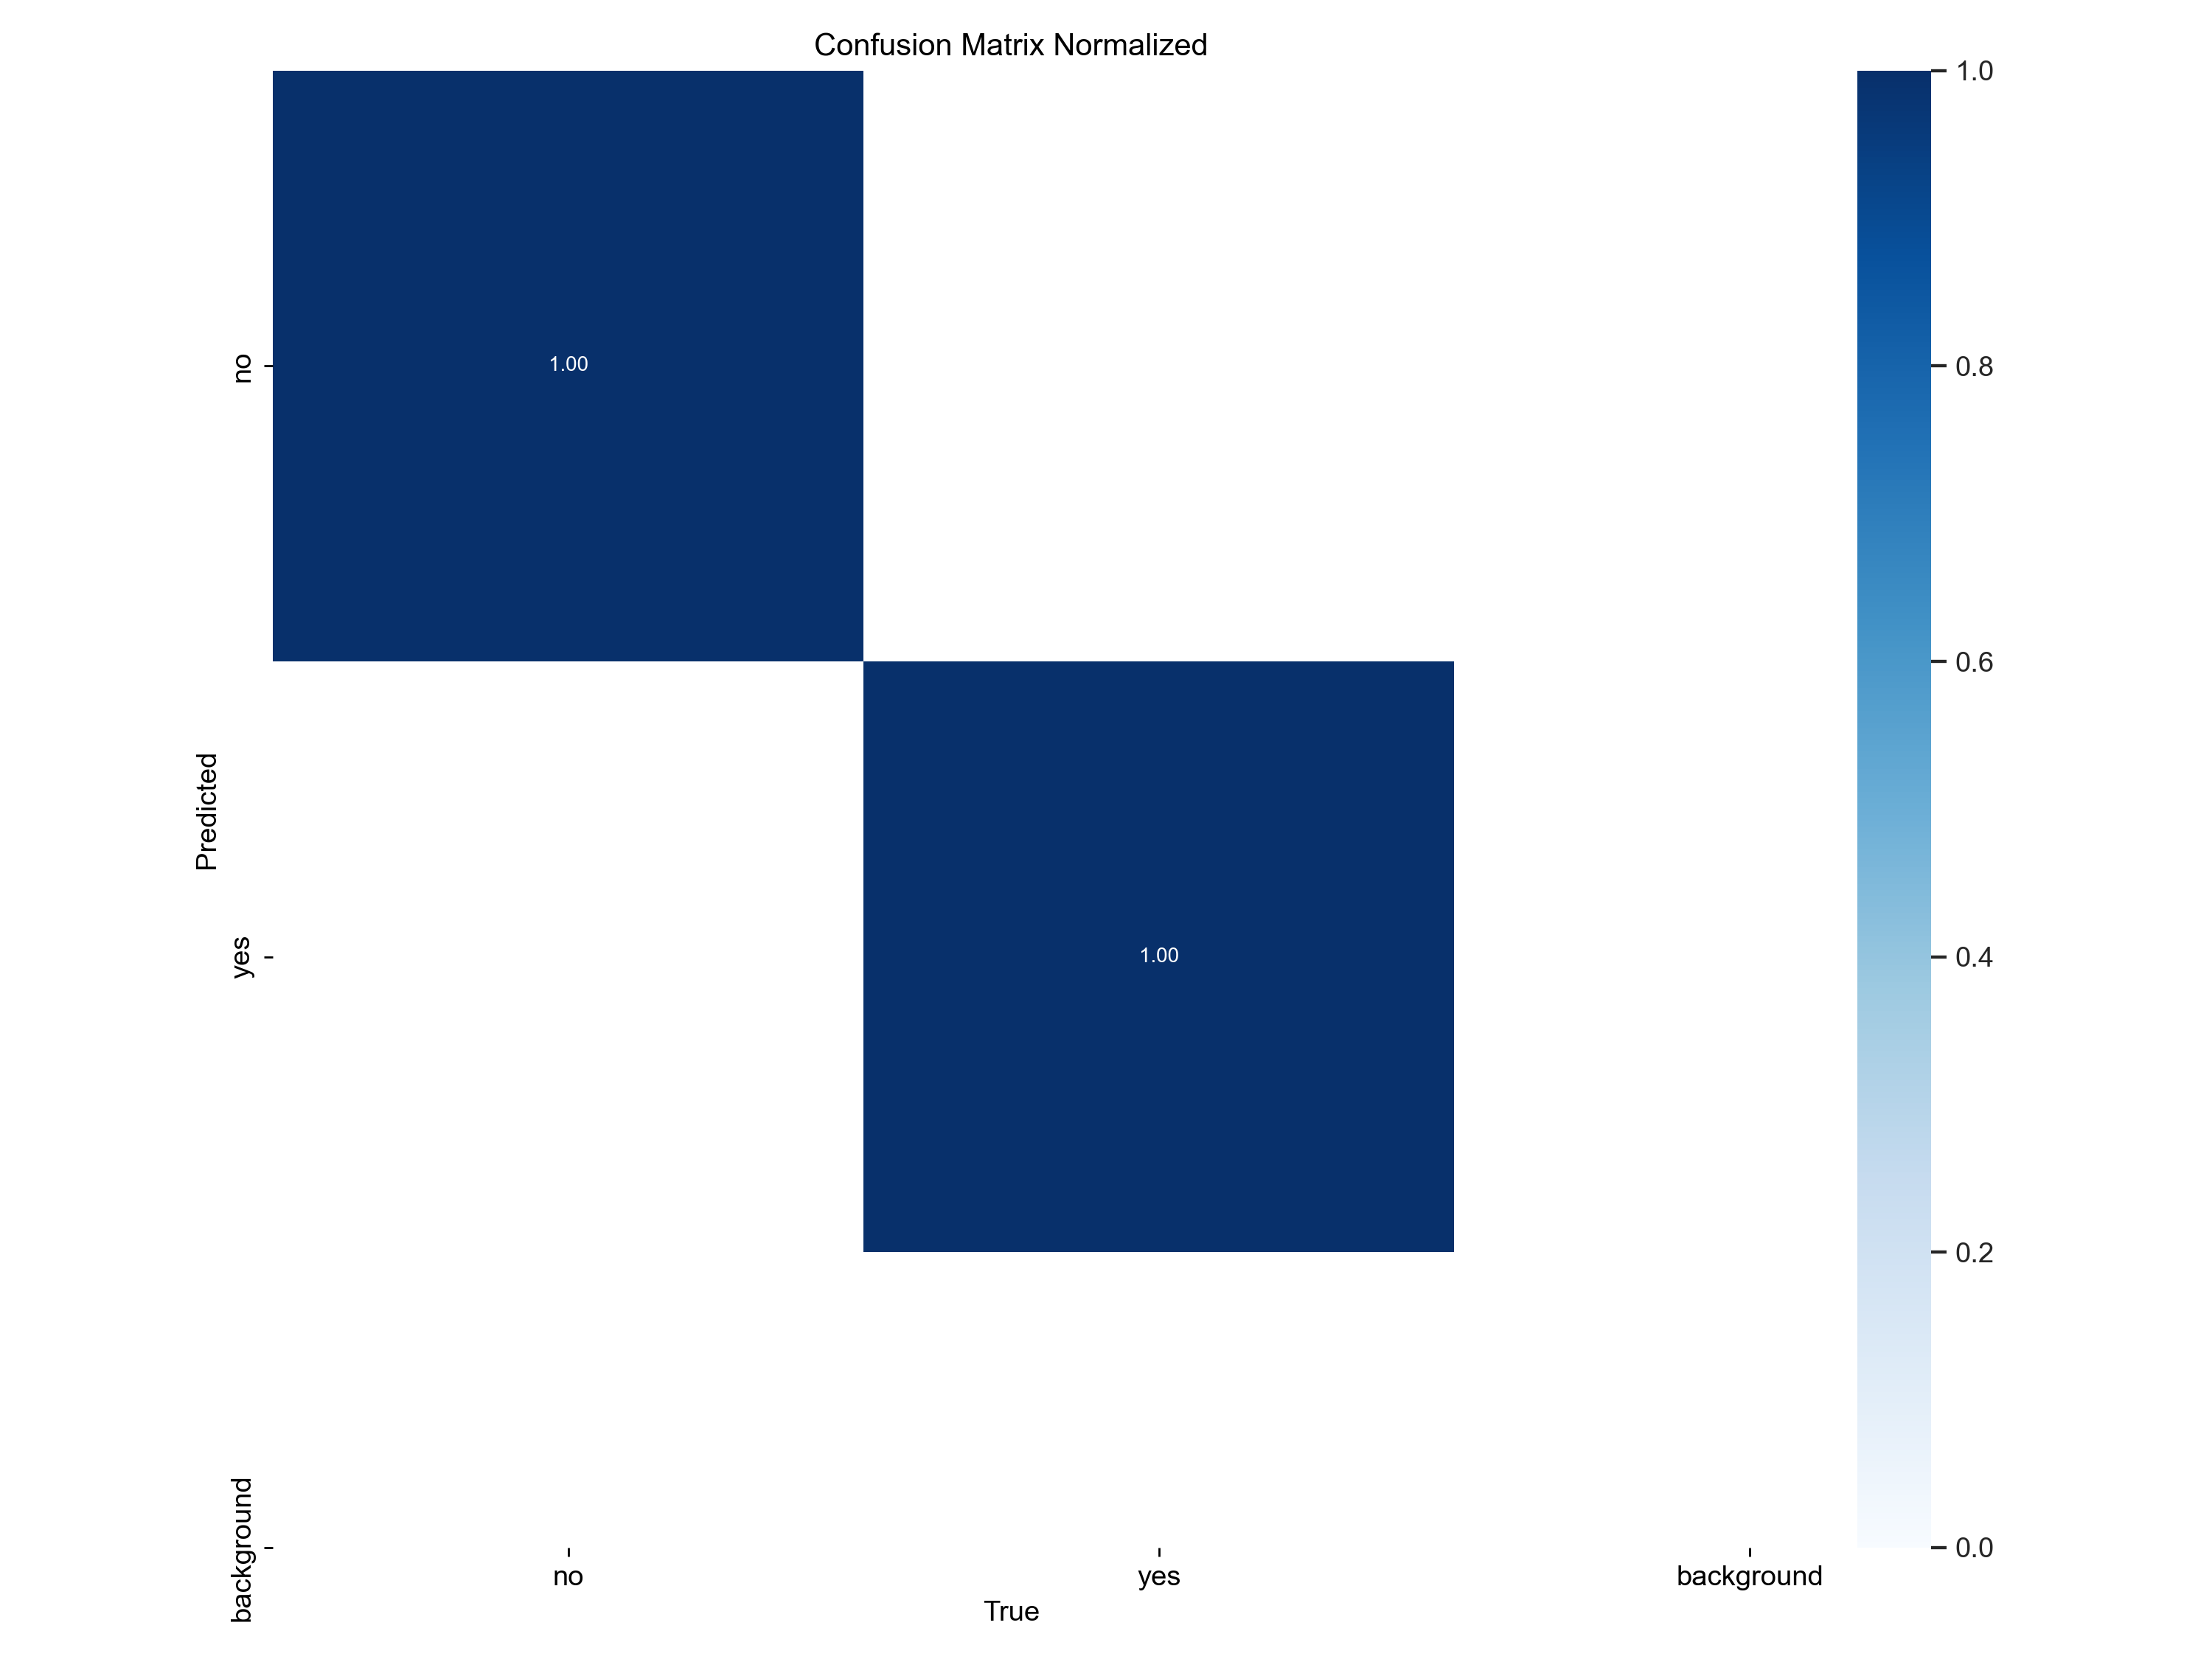 Confusion Matrix Normalized
1.0
0.8
0.6
0.4
0.2
0.0
Predicted
no
yes
background
1.00
1.00
no
yes
background
True